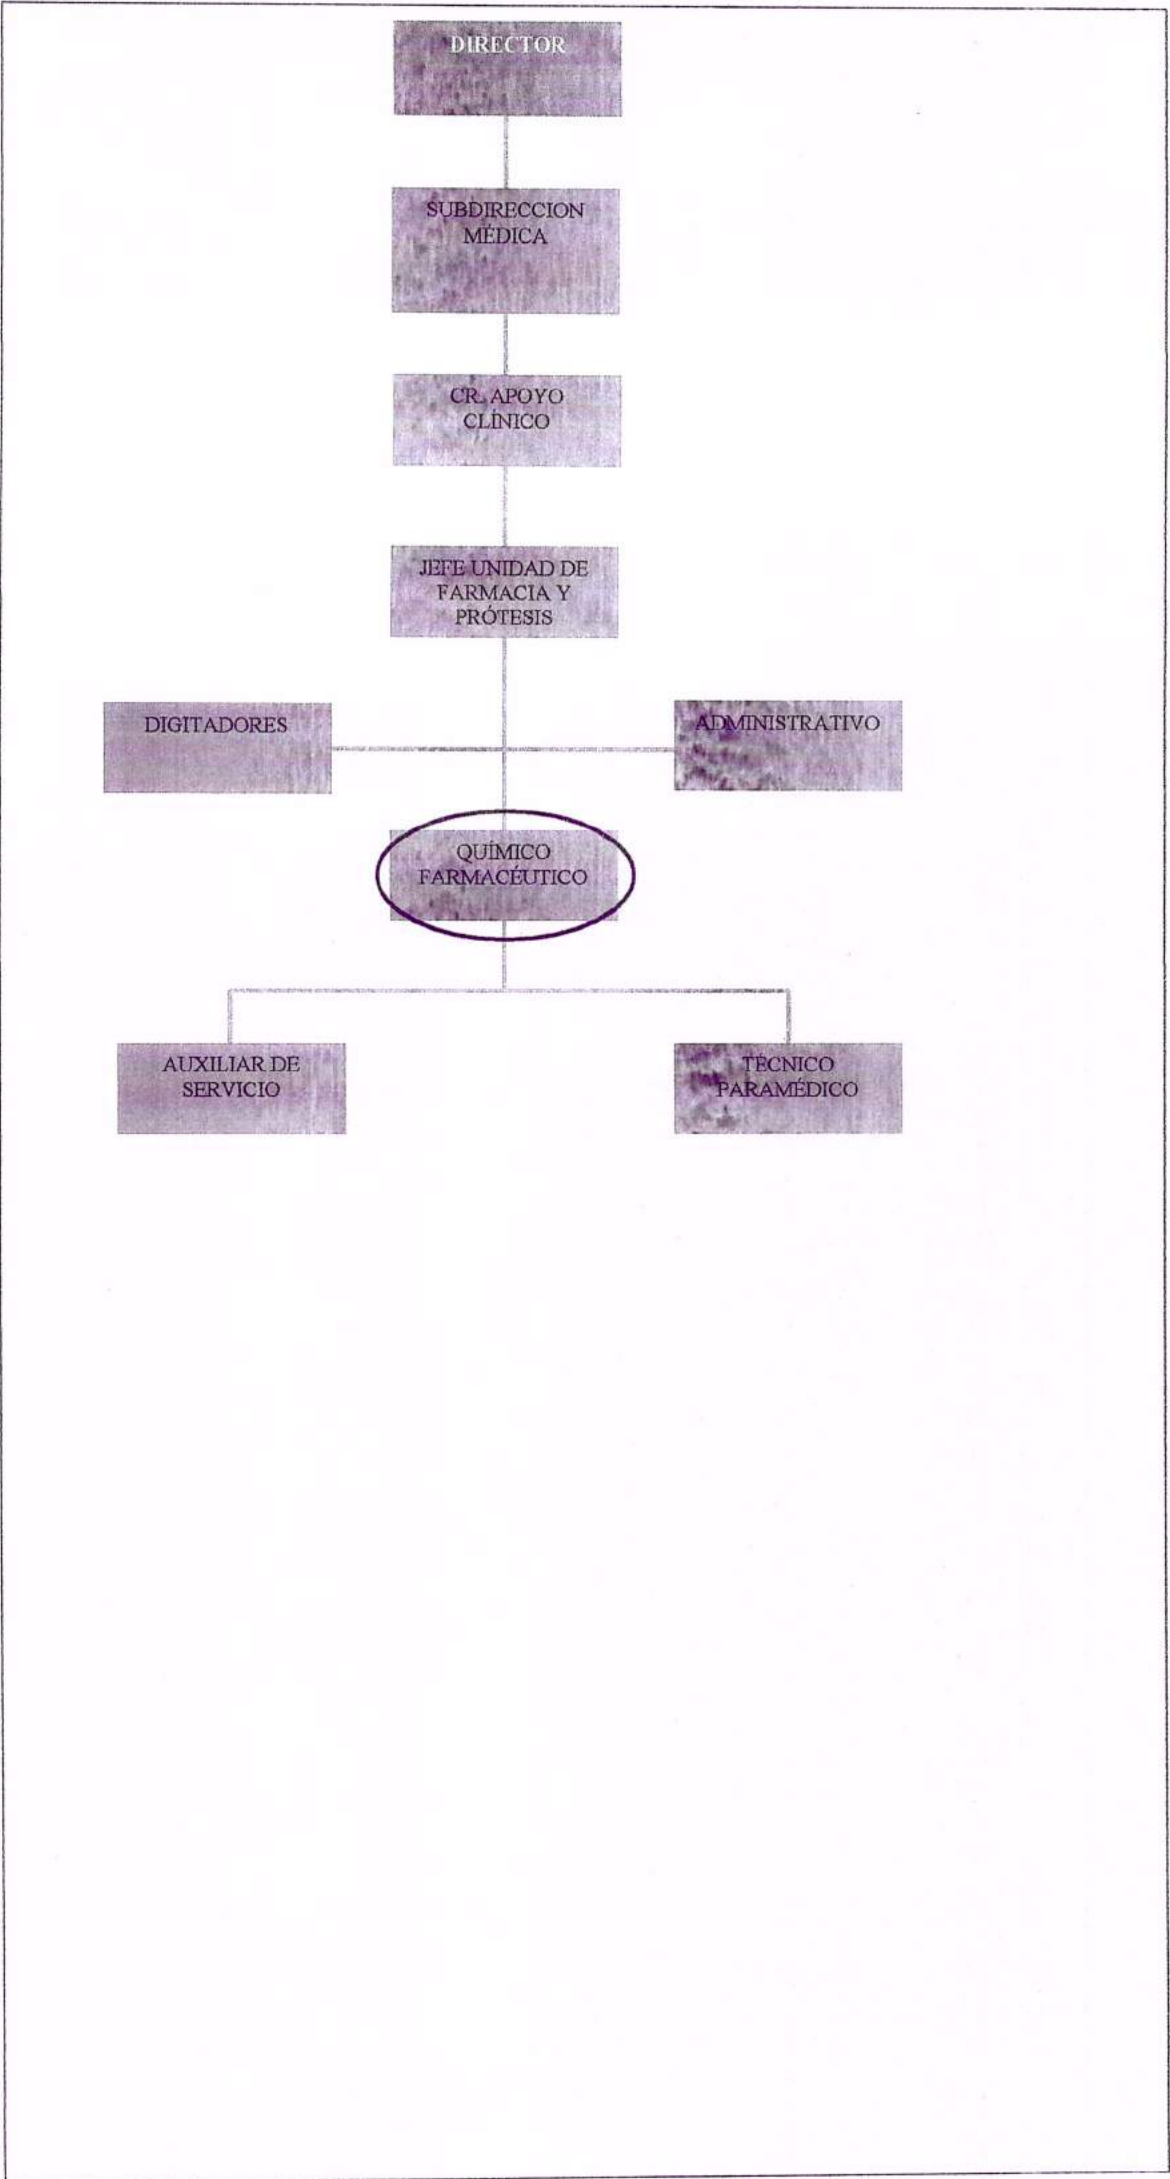 DIRECTOR
SUBDIRECCION
MÉDICA
CR. APOYO
CLÍNICO
JEFE UNIDAD DE
FARMACIA Y
PRÓTESIS
DIGITADORES
ADMINISTRATIVO
QUÍMICO
FARMACÉUTICO
AUXILIAR DE
SERVICIO
TÉCNICO
PARAMÉDICO